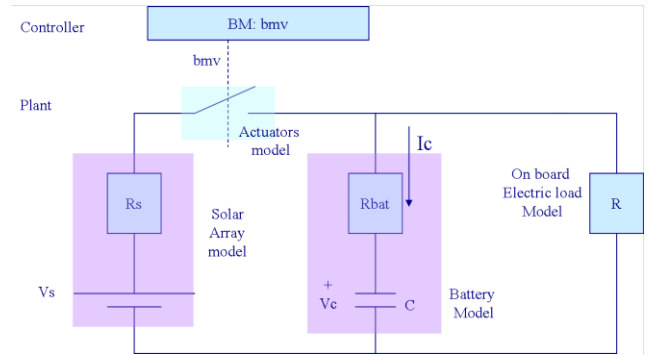 Controller
BM: bmv
bmv
Plant
Actuators
model
Ic
Rs
Solar
Array
model
Vs
Rbat
+
Vc
C
Battery
Model
On board
Electric load
Model
R